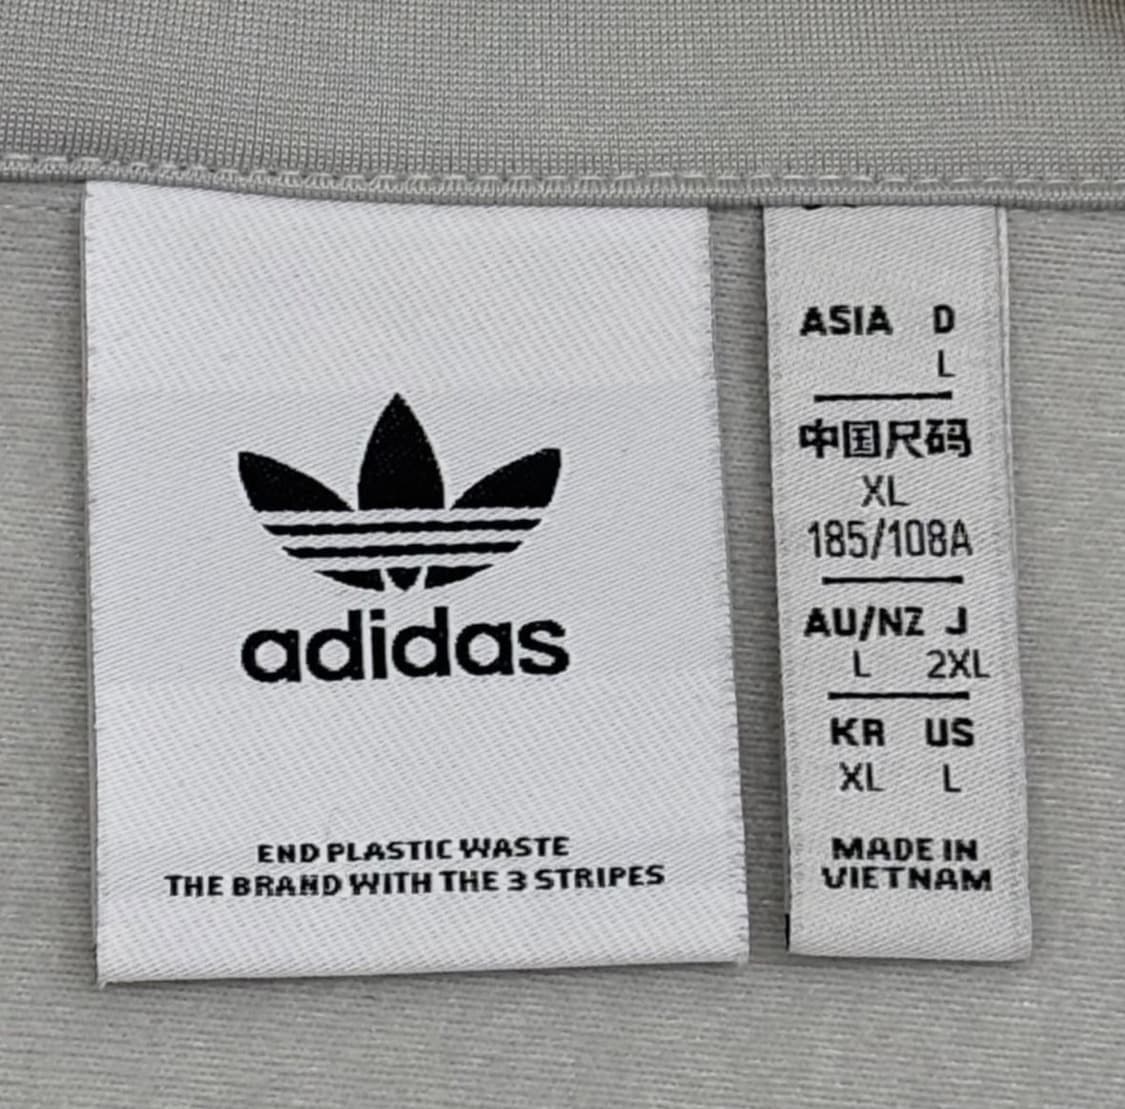 adidas
END PLASTIC WASTE
THE BRAND WITH THE 3 STRIPES
ASIA D
L
中国尺码
XL
185/108A
AU/NZ J
L 2XL
KR US
XL L
MADE IN
VIETNAM